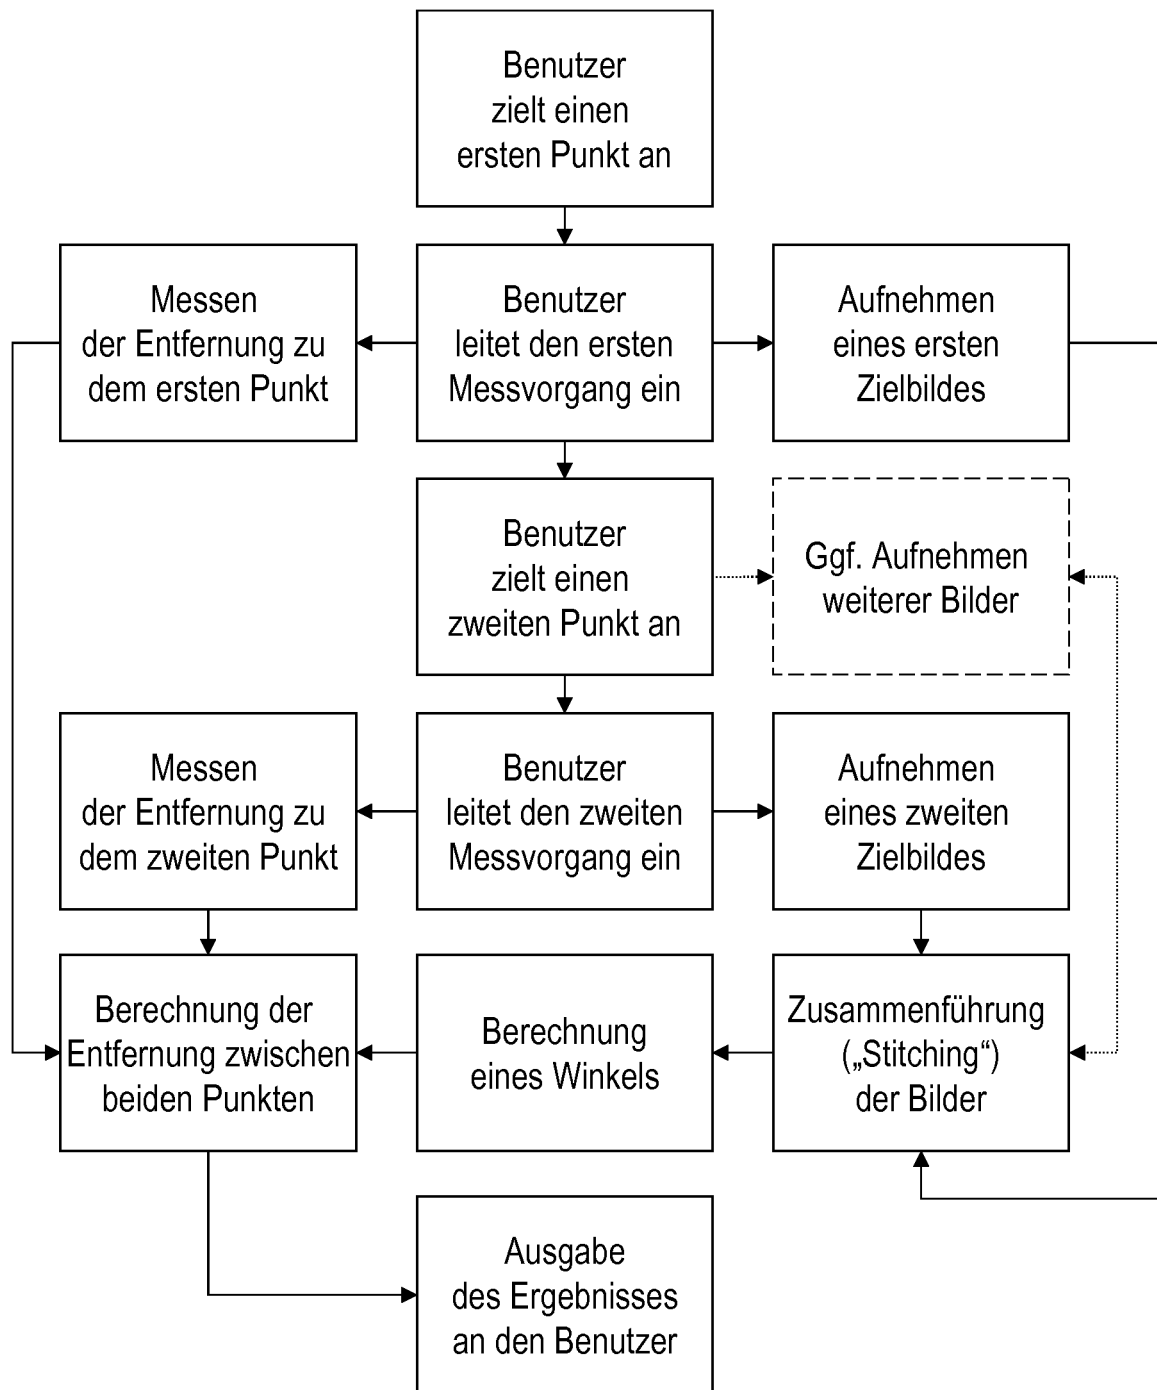 Benutzer
zielt einen
ersten Punkt an
Messen
der Entfernung zu
dem ersten Punkt
Benutzer
leitet den ersten
Messvorgang ein
Aufnehmen
eines ersten
Zielbildes
Benutzer
zielt einen
zweiten Punkt an
Ggf. Aufnehmen
weiterer Bilder
Messen
der Entfernung zu
dem zweiten Punkt
Benutzer
leitet den zweiten
Messvorgang ein
Aufnehmen
eines zweiten
Zielbildes
Berechnung der
Entfernung zwischen
beiden Punkten
Berechnung
eines Winkels
Zusammenführung
(„Stitching“)
der Bilder
Ausgabe
des Ergebnisses
an den Benutzer